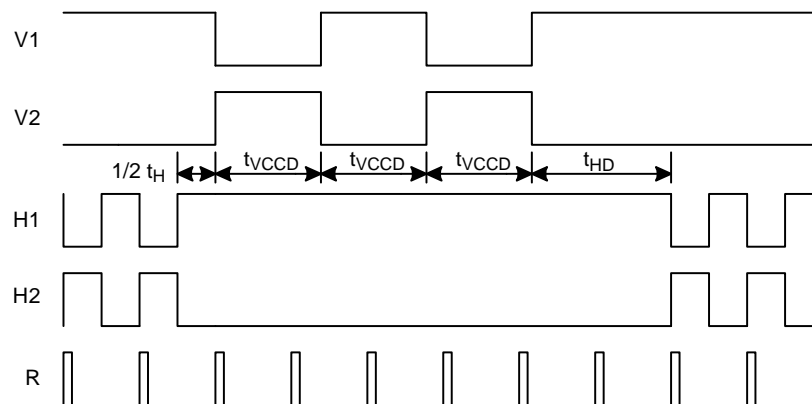 V1
V2
1/2 tH
tVCCD
tVCCD
tVCCD
tHD
H1
H2
R